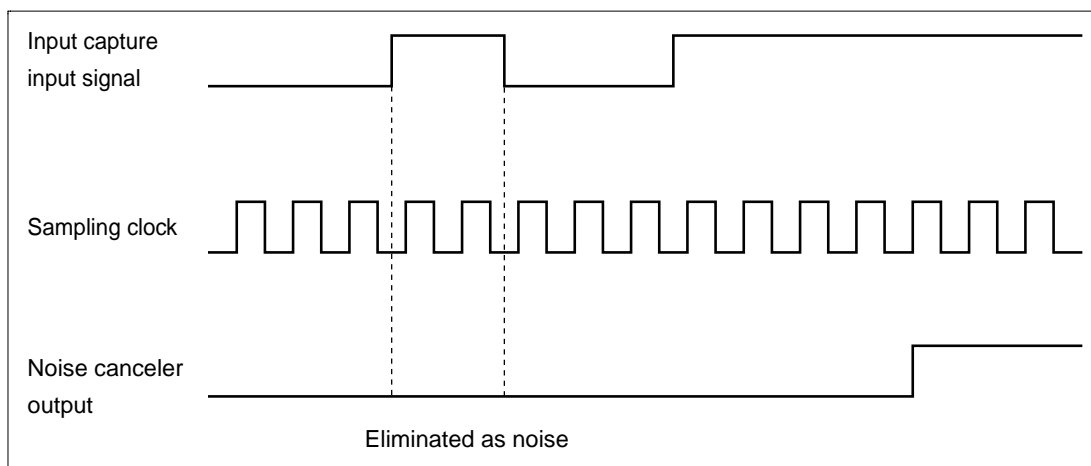 Input capture
input signal
Sampling clock
Noise canceler
output
Eliminated as noise